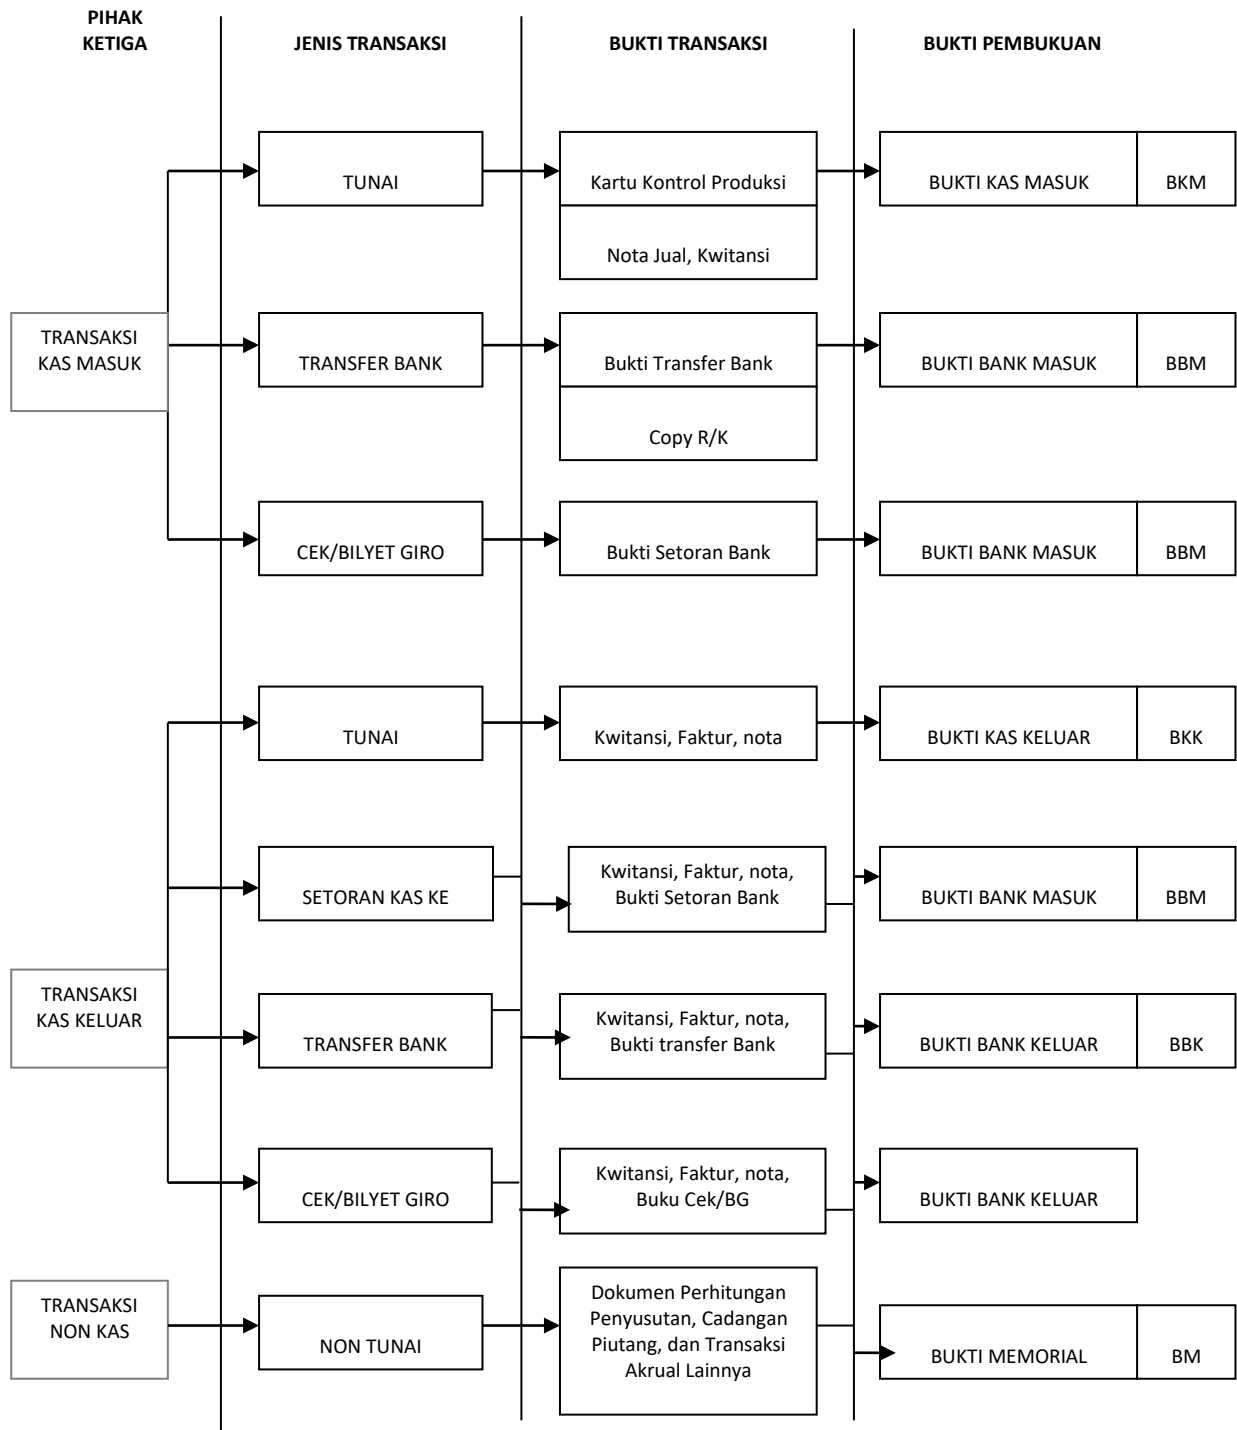 PIHAK
KETIGA
JENIS TRANSAKSI
BUKTI TRANSAKSI
BUKTI PEMBUKUAN
TUNAI
Kartu Kontrol Produksi
BUKTI KAS MASUK
BKM
Nota Jual, Kwitansi
TRANSAKSI
KAS MASUK
TRANSFER BANK
Bukti Transfer Bank
BUKTI BANK MASUK
BBM
Copy R/K
CEK/BILYET GIRO
Bukti Setoran Bank
BUKTI BANK MASUK
BBM
TUNAI
Kwitansi, Faktur, nota
BUKTI KAS KELUAR
BKK
SETORAN KAS KE
Kwitansi, Faktur, nota,
Bukti Setoran Bank
BUKTI BANK MASUK
BBM
TRANSAKSI
KAS KELUAR
TRANSFER BANK
Kwitansi, Faktur, nota,
Bukti transfer Bank
BUKTI BANK KELUAR
BBK
CEK/BILYET GIRO
Kwitansi, Faktur, nota,
Buku Cek/BG
BUKTI BANK KELUAR
TRANSAKSI
NON KAS
NON TUNAI
Dokumen Perhitungan
Penyusutan, Cadangan
Piutang, dan Transaksi
Akrual Lainnya
BUKTI MEMORIAL
BM